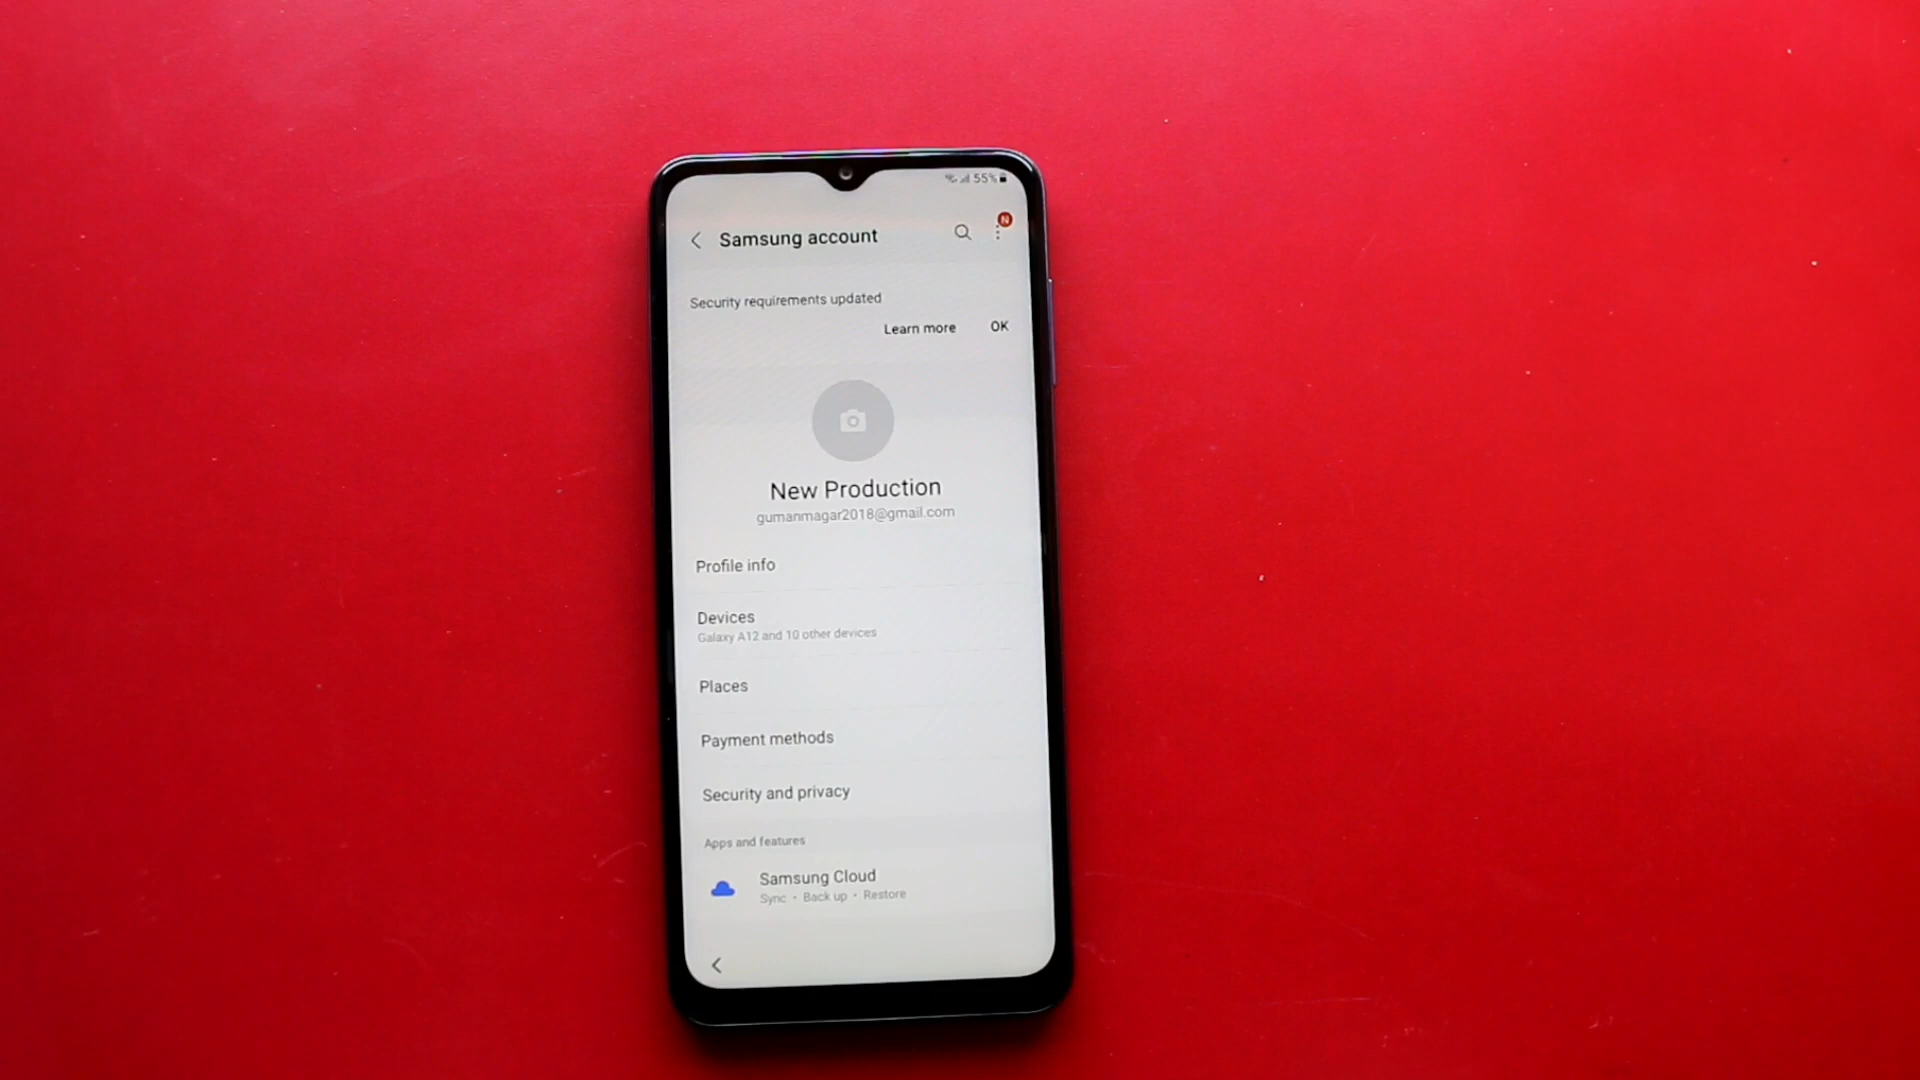 55%
N
Samsung account
Security requirements updated
Learn more OK
New Production
gumanmagar2018@gmail.com
Profile info
Devices
Galaxy A12 and 10 other devices
Places
Payment methods
Security and privacy
Apps and features
Samsung Cloud
Sync • Back up • Restore